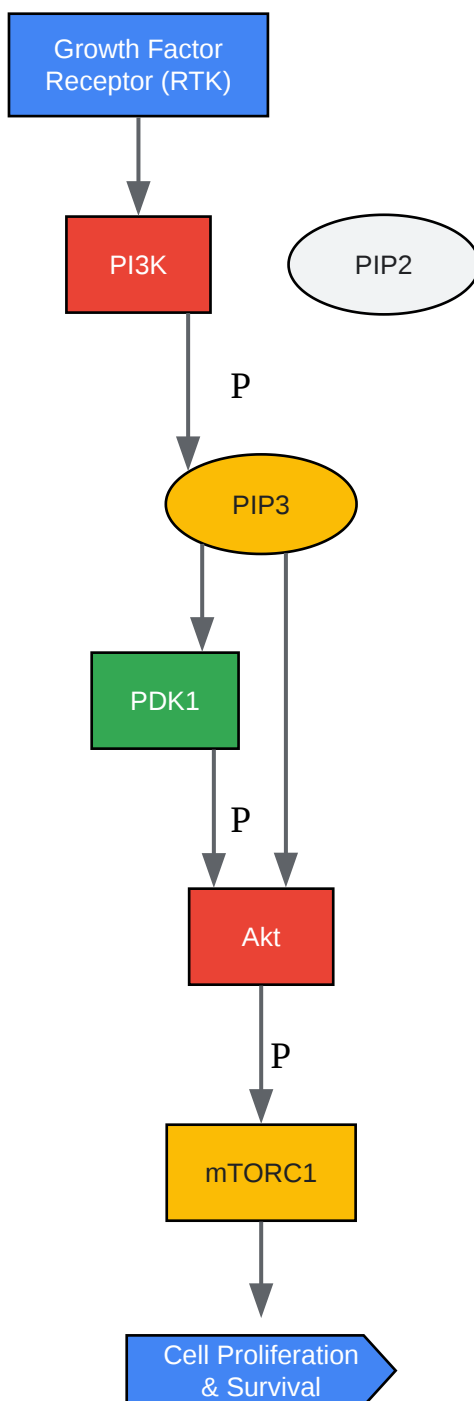 Growth Factor
Receptor (RTK)
PI3K
PIP2
P
PIP3
PDK1
P
Akt
P
mTORC1
Cell Proliferation
& Survival